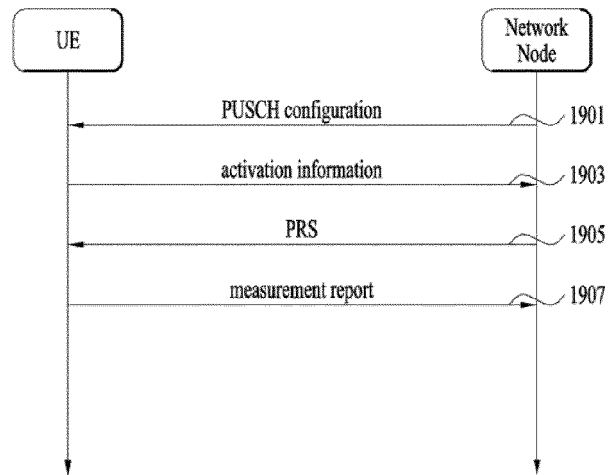 UE
Network
Node
PUSCH configuration
1901
activation information
1903
PRS
1905
measurement report
1907